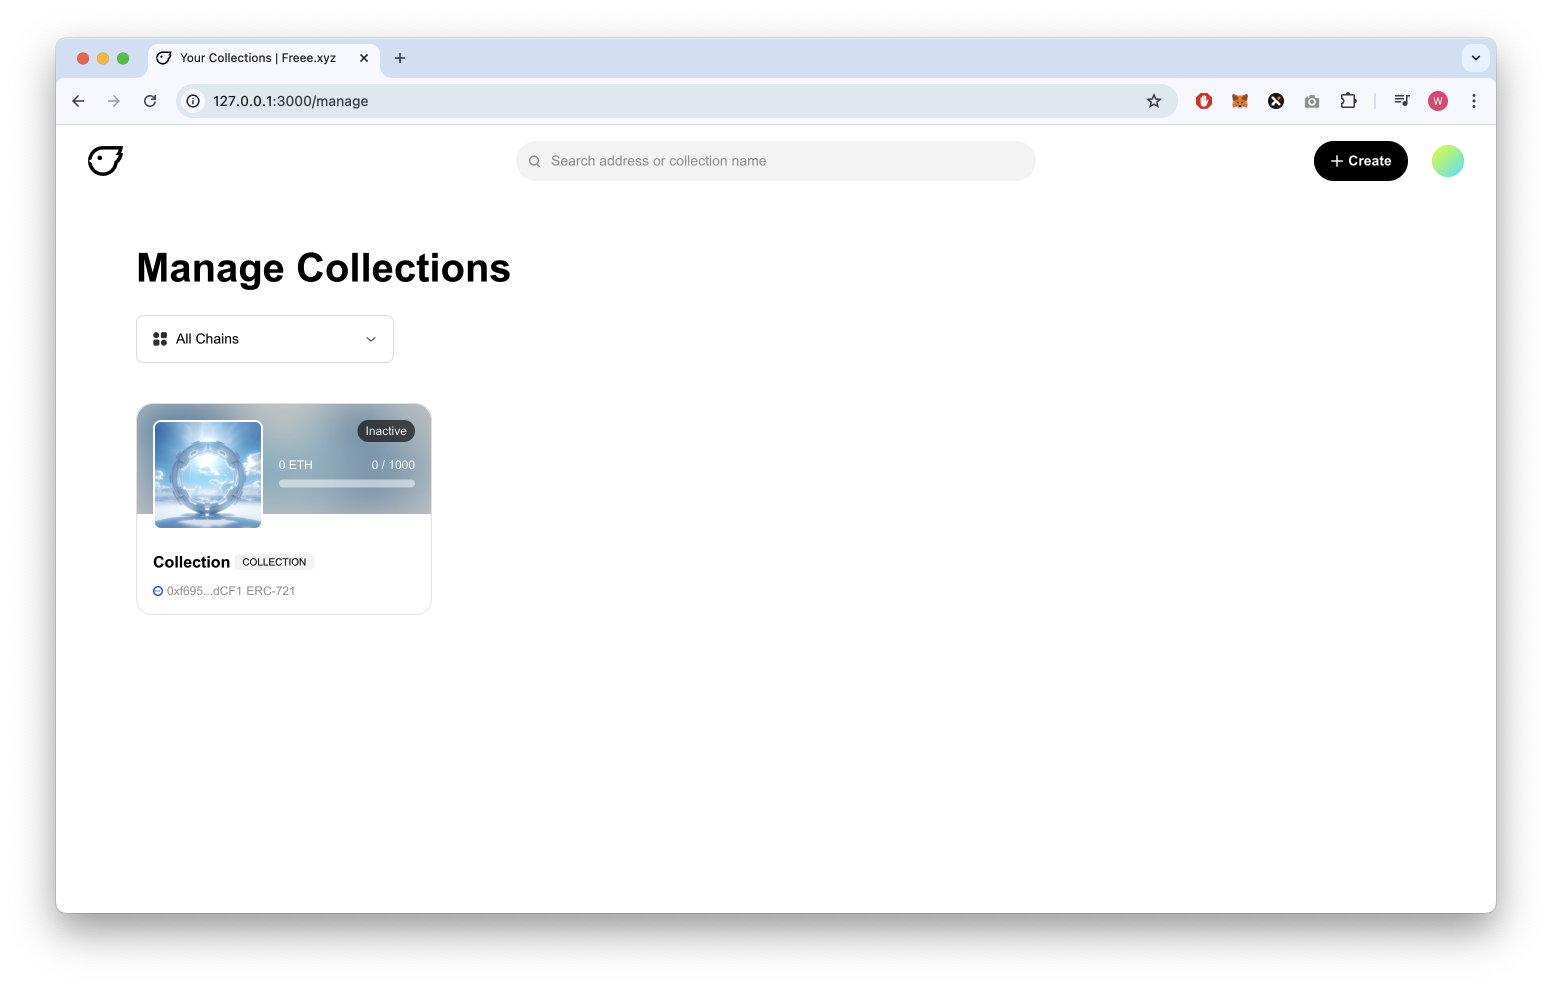 Your Collections | Freee.xyz
127.0.0.1:3000/manage
W
Search address or collection name
Create
Manage Collections
All Chains
Inactive
0 ETH
0 / 1000
Collection COLLECTION
0xf695...dCF1 ERC-721